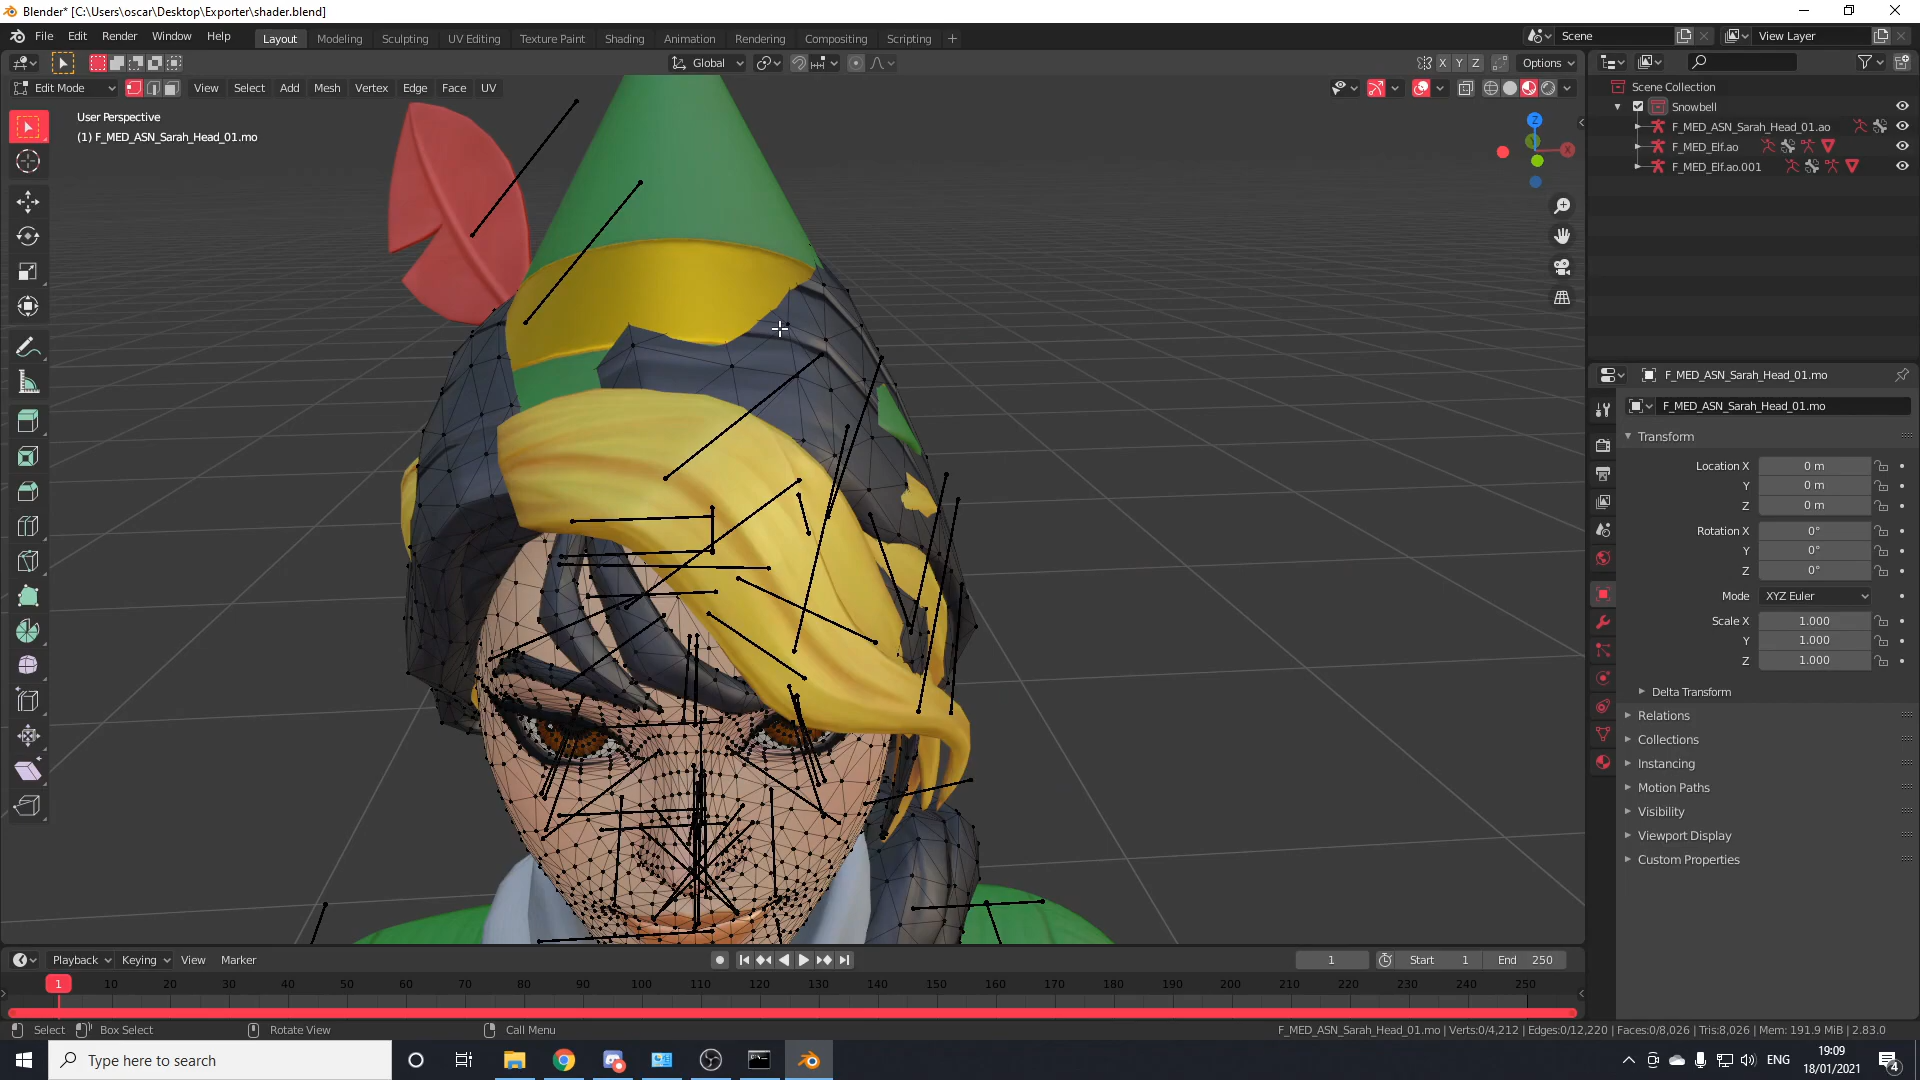 Blender* [C:\Users\oscar\Desktop\Exporter\shader.blend]
File Edit Render Window Help Layout Modeling Sculpting UV Editing Texture Paint Shading Animation Rendering Compositing Scripting + Scene View Layer
Global X Y Z Options
Edit Mode View Select Add Mesh Vertex Edge Face UV
User Perspective
(1) F_MED_ASN_Sarah_Head_01.mo
Z
X
Scene Collection
Snowbell
F_MED_ASN_Sarah_Head_01.ao
F_MED_Elf.ao
F_MED_Elf.ao.001
F_MED_ASN_Sarah_Head_01.mo
F_MED_ASN_Sarah_Head_01.mo
Transform
Location X 0 m
Y 0 m
Z 0 m
Rotation X 0°
Y 0°
Z 0°
Mode XYZ Euler
Scale X 1.000
Y 1.000
Z 1.000
Delta Transform
Relations
Collections
Instancing
Motion Paths
Visibility
Viewport Display
Custom Properties
Playback Keying View Marker 1 Start 1 End 250
1 10 20 30 40 50 60 70 80 90 100 110 120 130 140 150 160 170 180 190 200 210 220 230 240 250
Select Box Select Rotate View Call Menu F_MED_ASN_Sarah_Head_01.mo | Verts:0/4,212 | Edges:0/12,220 | Faces:0/8,026 | Tris:8,026 | Mem: 191.9 MiB | 2.83.0
Type here to search ENG 19:09
18/01/2021 4